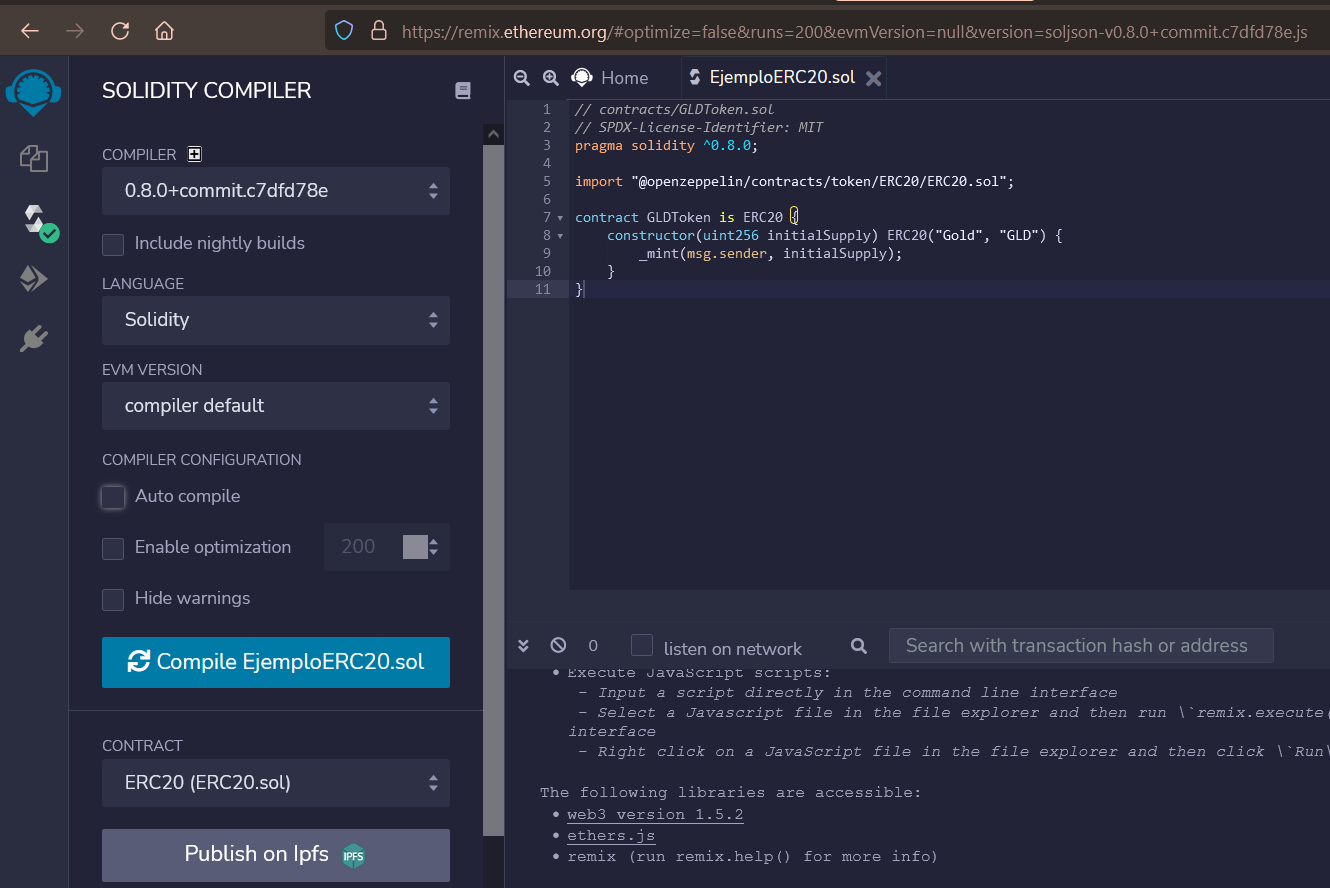 https://remix.ethereum.org/#optimize=false&runs=200&evmVersion=null&version=soljson-v0.8.0+commit.c7dfd78e.js
SOLIDITY COMPILER
COMPILER
0.8.0+commit.c7dfd78e
Include nightly builds
LANGUAGE
Solidity
EVM VERSION
compiler default
COMPILER CONFIGURATION
Auto compile
Enable optimization
200
Hide warnings
Compile EjemploERC20.sol
CONTRACT
ERC20 (ERC20.sol)
Publish on Ipfs
IPFS
Home
EjemploERC20.sol
1 // contracts/GLDToken.sol
2 // SPDX-License-Identifier: MIT
3 pragma solidity ^0.8.0;
4
5 import "@openzeppelin/contracts/token/ERC20/ERC20.sol";
6
7 contract GLDToken is ERC20 {
8     constructor(uint256 initialSupply) ERC20("Gold", "GLD") {
9         _mint(msg.sender, initialSupply);
10     }
11 }
0
listen on network
Search with transaction hash or address
• Execute JavaScript scripts:
- Input a script directly in the command line interface
- Select a Javascript file in the file explorer and then run \`remix.execute(
interface
- Right click on a JavaScript file in the file explorer and then click \`Run\
The following libraries are accessible:
• web3 version 1.5.2
• ethers.js
• remix (run remix.help() for more info)